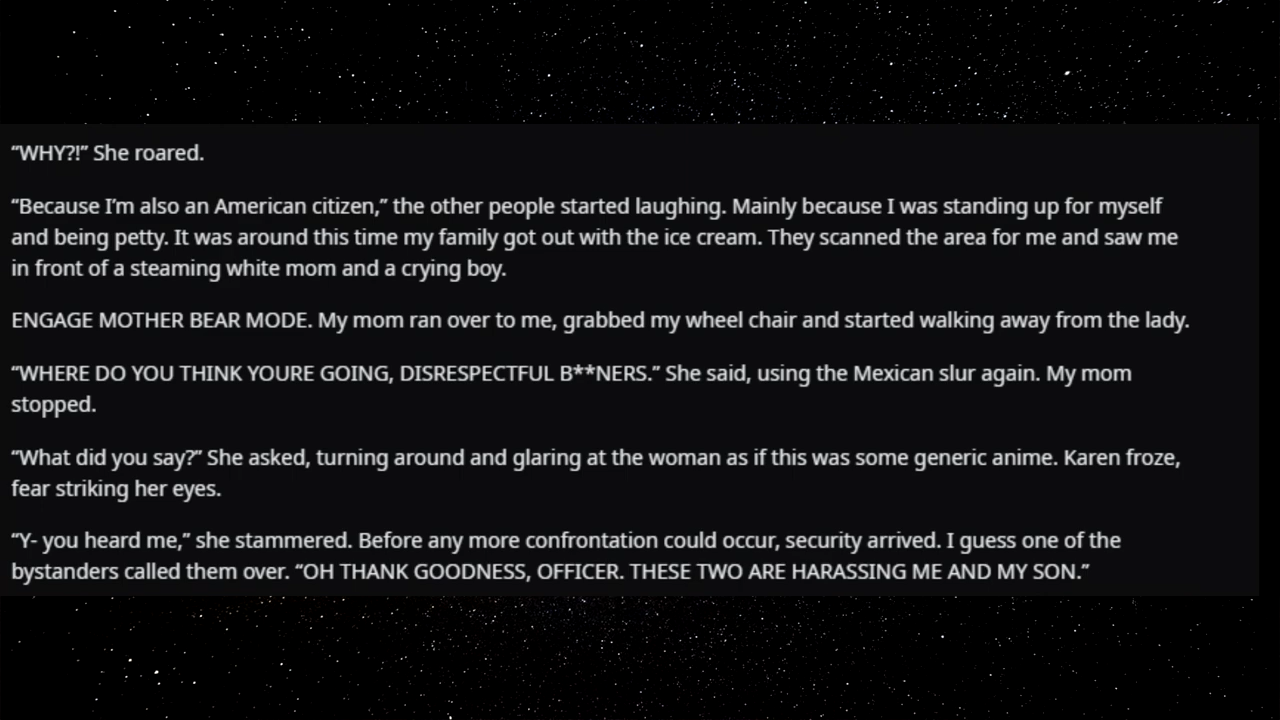 “WHY?!” She roared.
“Because I’m also an American citizen,” the other people started laughing. Mainly because I was standing up for myself
and being petty. It was around this time my family got out with the ice cream. They scanned the area for me and saw me
in front of a steaming white mom and a crying boy.
ENGAGE MOTHER BEAR MODE. My mom ran over to me, grabbed my wheel chair and started walking away from the lady.
“WHERE DO YOU THINK YOURE GOING, DISRESPECTFUL B**NERS.” She said, using the Mexican slur again. My mom
stopped.
“What did you say?” She asked, turning around and glaring at the woman as if this was some generic anime. Karen froze,
fear striking her eyes.
“Y- you heard me,” she stammered. Before any more confrontation could occur, security arrived. I guess one of the
bystanders called them over. “OH THANK GOODNESS, OFFICER. THESE TWO ARE HARASSING ME AND MY SON.”